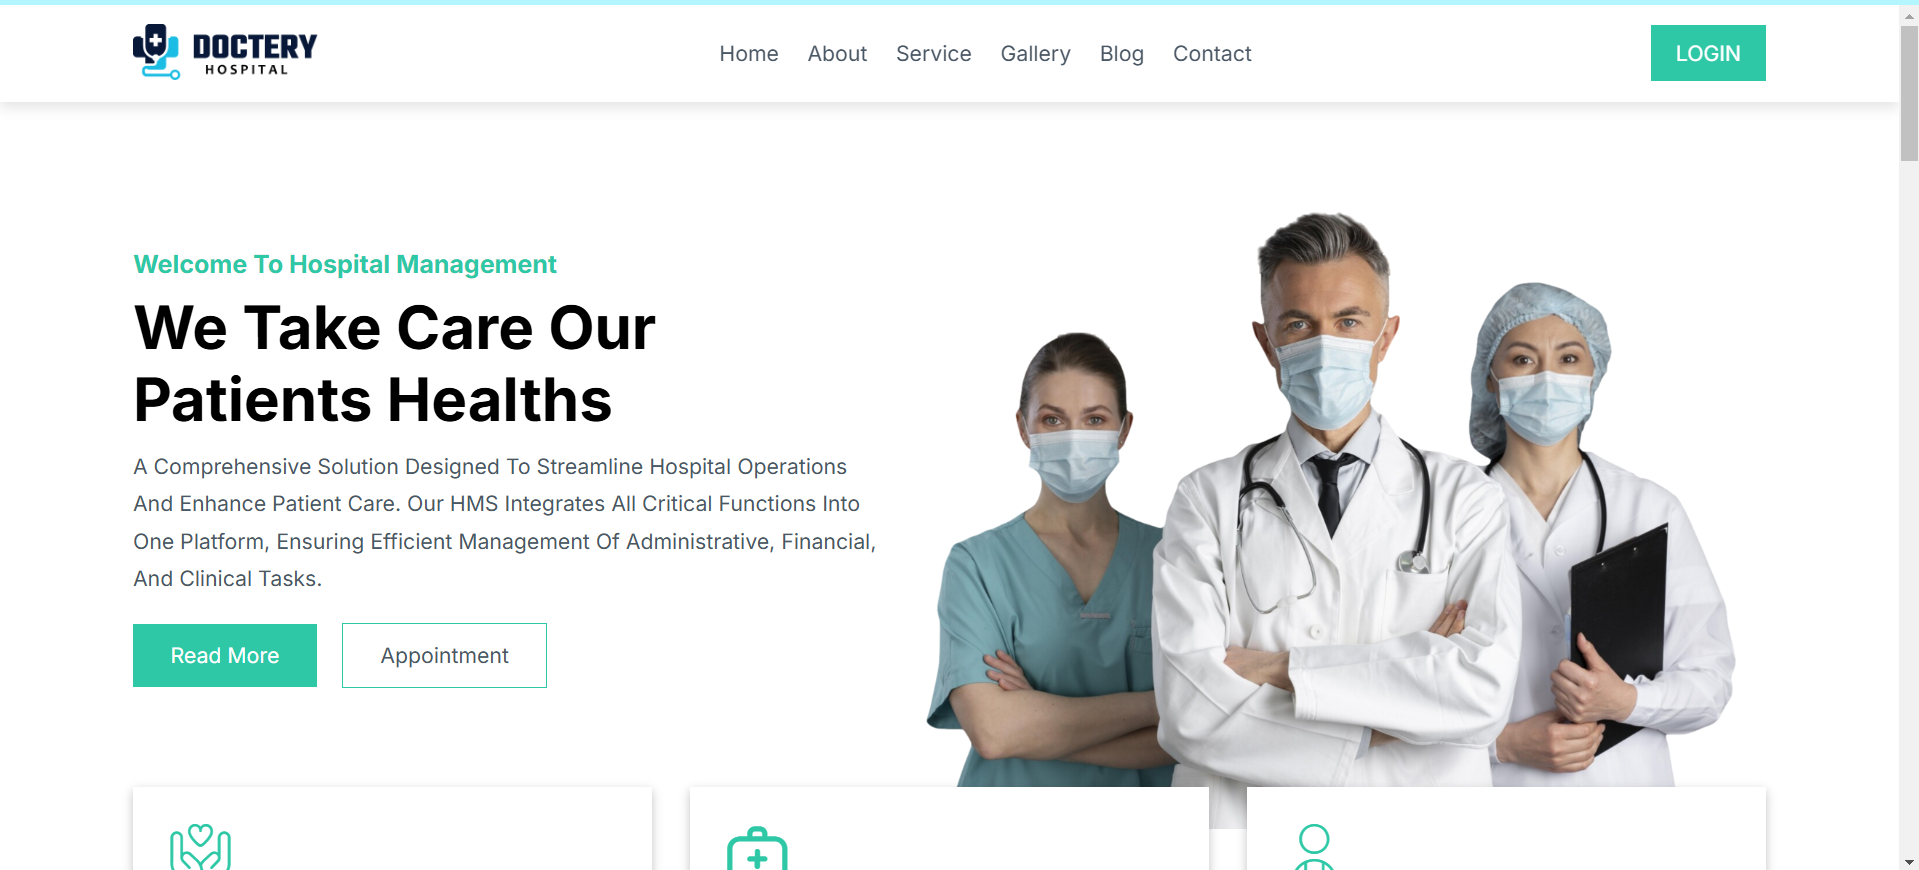 DOCTERY
HOSPITAL
Home About Service Gallery Blog Contact
LOGIN
Welcome To Hospital Management
We Take Care Our
Patients Healths
A Comprehensive Solution Designed To Streamline Hospital Operations
And Enhance Patient Care. Our HMS Integrates All Critical Functions Into
One Platform, Ensuring Efficient Management Of Administrative, Financial,
And Clinical Tasks.
Read More Appointment